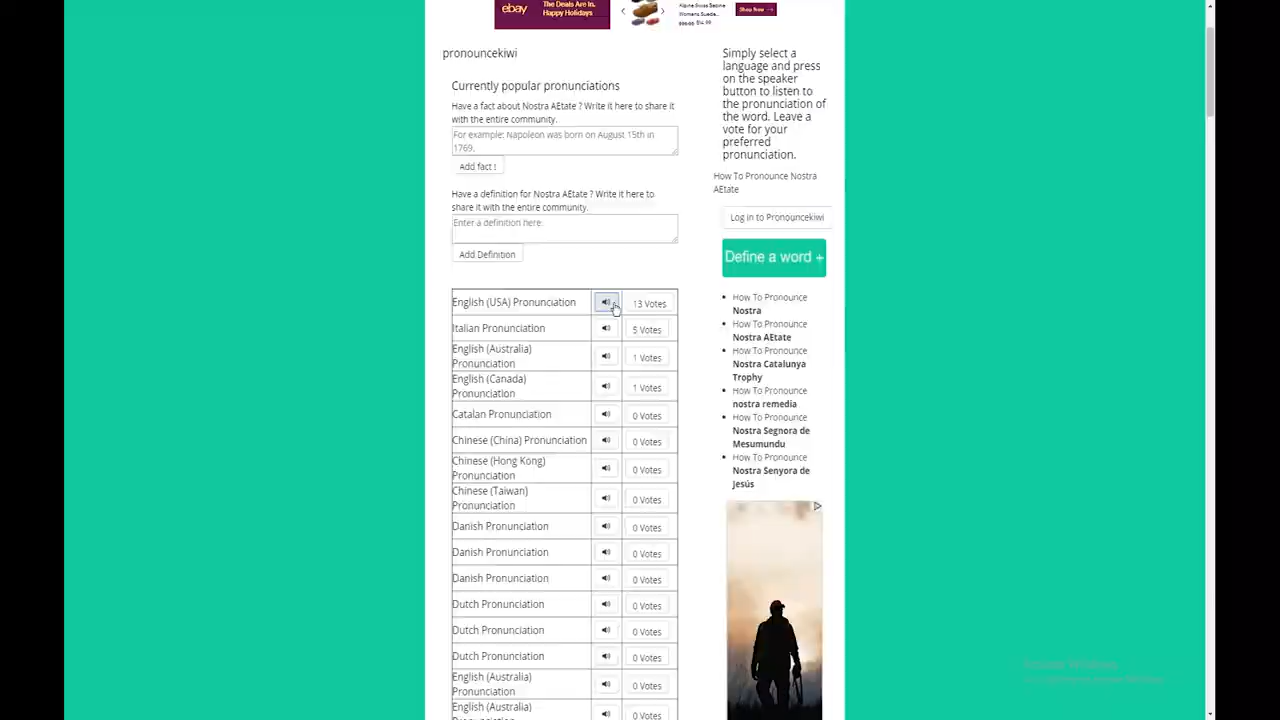 ebay
The Deals Are In.
Happy Holidays
Alpine Swiss Sabine
Womens Suede...
Shop Now →
pronouncekiwi
Currently popular pronunciations
Have a fact about Nostra AEtate ? Write it here to share it
with the entire community.
For example: Napoleon was born on August 15th in
1769.
Add fact !
Have a definition for Nostra AEtate ? Write it here to
share it with the entire community.
Enter a definition here.
Add Definition
English (USA) Pronunciation
13 Votes
Italian Pronunciation
5 Votes
English (Australia)
Pronunciation
1 Votes
English (Canada)
Pronunciation
1 Votes
Catalan Pronunciation
0 Votes
Chinese (China) Pronunciation
0 Votes
Chinese (Hong Kong)
Pronunciation
0 Votes
Chinese (Taiwan)
Pronunciation
0 Votes
Danish Pronunciation
0 Votes
Danish Pronunciation
0 Votes
Danish Pronunciation
0 Votes
Dutch Pronunciation
0 Votes
Dutch Pronunciation
0 Votes
Dutch Pronunciation
0 Votes
English (Australia)
Pronunciation
0 Votes
English (Australia)
0 Votes
Simply select a
language and press
on the speaker
button to listen to
the pronunciation of
the word. Leave a
vote for your
preferred
pronunciation.
How To Pronounce Nostra
AEtate
Log in to Pronouncekiwi
Define a word +
How To Pronounce
Nostra
How To Pronounce
Nostra AEtate
How To Pronounce
Nostra Catalunya
Trophy
How To Pronounce
nostra remedia
How To Pronounce
Nostra Segnora de
Mesumundu
How To Pronounce
Nostra Senyora de
Jesús